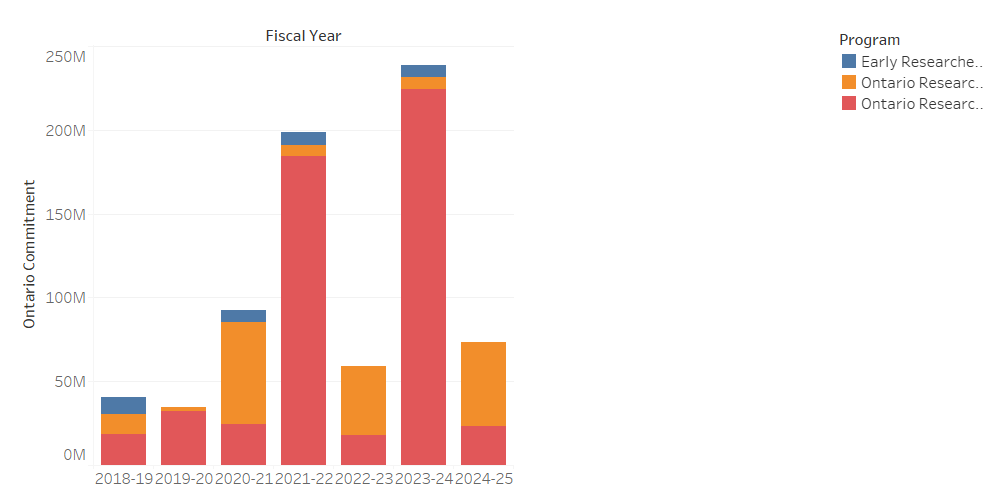 Fiscal Year
Program
Early Researche..
Ontario Researc..
Ontario Researc..
Ontario Commitment
250M
200M
150M
100M
50M
0M
2018-19 2019-20 2020-21 2021-22 2022-23 2023-24 2024-25